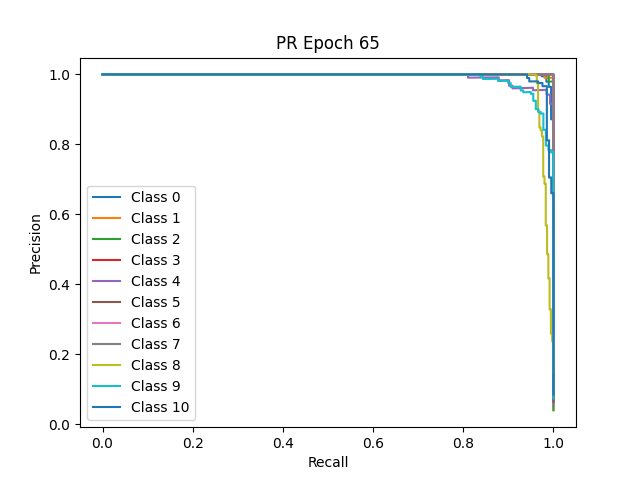 PR Epoch 65
1.0
0.8
0.6
0.4
0.2
0.0
Precision
Class 0
Class 1
Class 2
Class 3
Class 4
Class 5
Class 6
Class 7
Class 8
Class 9
Class 10
0.0 0.2 0.4 0.6 0.8 1.0
Recall